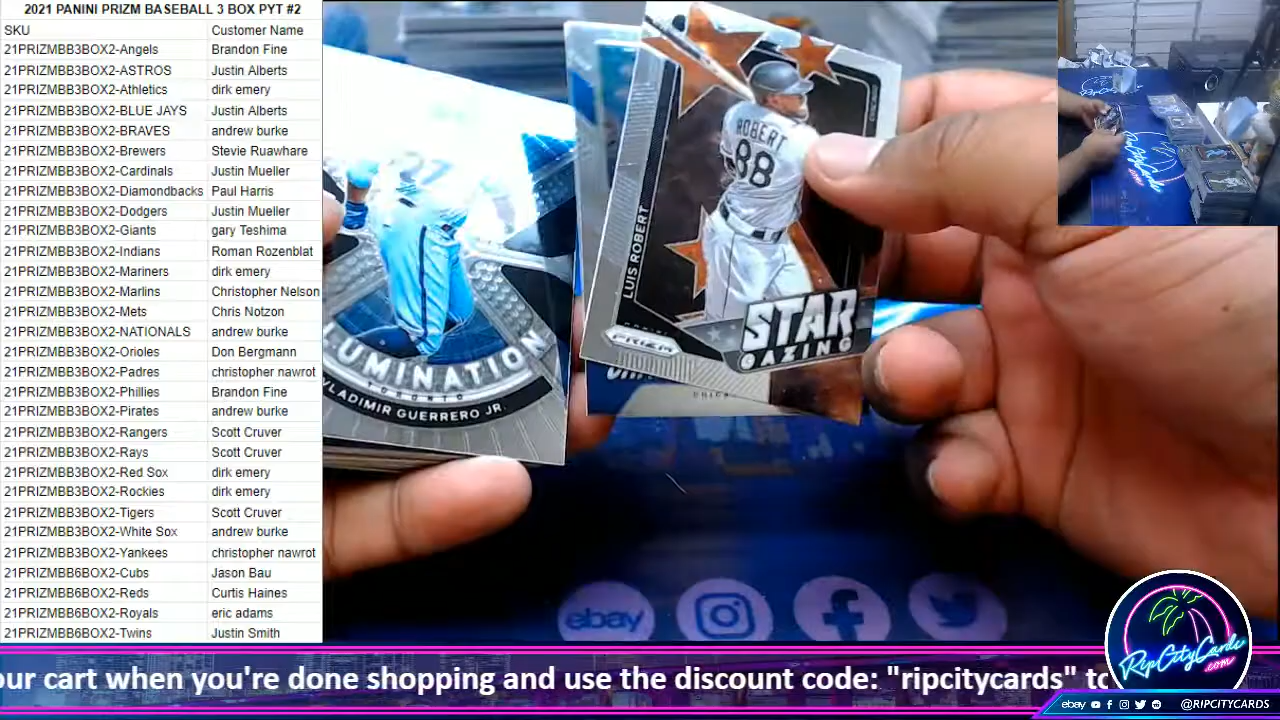 2021 PANINI PRIZM BASEBALL 3 BOX PYT #2
SKU Customer Name
21PRIZMBB3BOX2-Angels Brandon Fine
21PRIZMBB3BOX2-ASTROS Justin Alberts
21PRIZMBB3BOX2-Athletics dirk emery
21PRIZMBB3BOX2-BLUE JAYS Justin Alberts
21PRIZMBB3BOX2-BRAVES andrew burke
21PRIZMBB3BOX2-Brewers Stevie Ruawhare
21PRIZMBB3BOX2-Cardinals Justin Mueller
21PRIZMBB3BOX2-Diamondbacks Paul Harris
21PRIZMBB3BOX2-Dodgers Justin Mueller
21PRIZMBB3BOX2-Giants gary Teshima
21PRIZMBB3BOX2-Indians Roman Rozenblat
21PRIZMBB3BOX2-Mariners dirk emery
21PRIZMBB3BOX2-Marlins Christopher Nelson
21PRIZMBB3BOX2-Mets Chris Notzon
21PRIZMBB3BOX2-NATIONALS andrew burke
21PRIZMBB3BOX2-Orioles Don Bergmann
21PRIZMBB3BOX2-Padres christopher nawrot
21PRIZMBB3BOX2-Phillies Brandon Fine
21PRIZMBB3BOX2-Pirates andrew burke
21PRIZMBB3BOX2-Rangers Scott Cruver
21PRIZMBB3BOX2-Rays Scott Cruver
21PRIZMBB3BOX2-Red Sox dirk emery
21PRIZMBB3BOX2-Rockies dirk emery
21PRIZMBB3BOX2-Tigers Scott Cruver
21PRIZMBB3BOX2-White Sox andrew burke
21PRIZMBB3BOX2-Yankees christopher nawrot
21PRIZMBB6BOX2-Cubs Jason Bau
21PRIZMBB6BOX2-Reds Curtis Haines
21PRIZMBB6BOX2-Royals eric adams
21PRIZMBB6BOX2-Twins Justin Smith
LUMINATION
TORONTO
VLADIMIR GUERRERO JR.
ROBERT
88
LUIS ROBERT
PANINI
PRIZM
STAR
GAZING
ebay
RipCityCards
.com
our cart when you're done shopping and use the discount code: "ripcitycards" to
ebay @RIPCITYCARDS